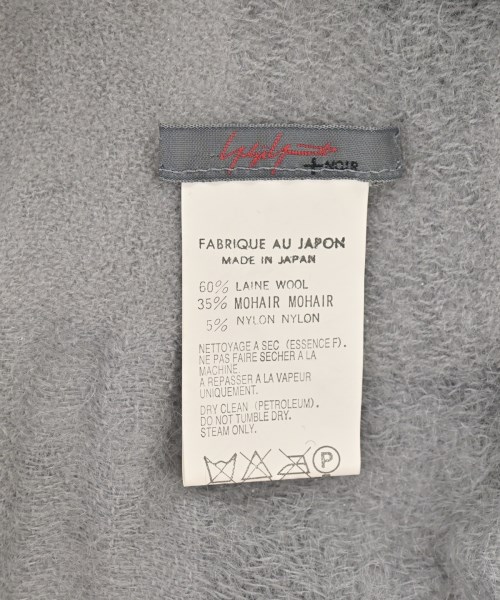 +NOIR
FABRIQUE AU JAPON
MADE IN JAPAN
60% LAINE WOOL
35% MOHAIR MOHAIR
5% NYLON NYLON
NETTOYAGE A SEC (ESSENCE F).
NE PAS FAIRE SECHER A LA
MACHINE.
A REPASSER A LA VAPEUR
UNIQUEMENT.
DRY CLEAN (PETROLEUM).
DO NOT TUMBLE DRY.
STEAM ONLY.
P